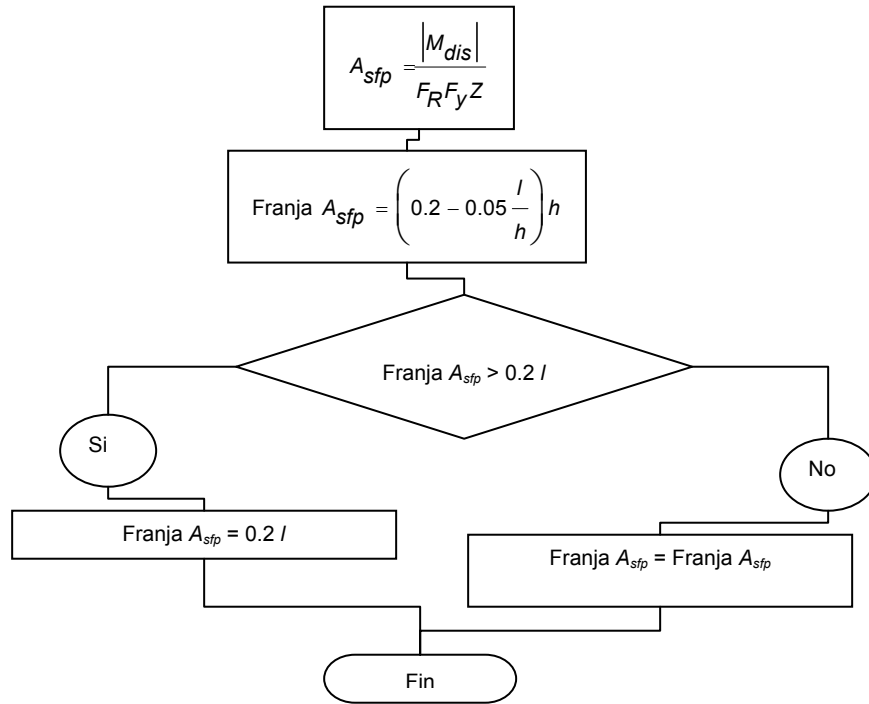 A_sfp = |M_dis| / F_R F_y Z
Franja A_sfp = (0.2 − 0.05 l/h) h
Franja A_sfp > 0.2 l
Si
No
Franja A_sfp = 0.2 l
Franja A_sfp = Franja A_sfp
Fin